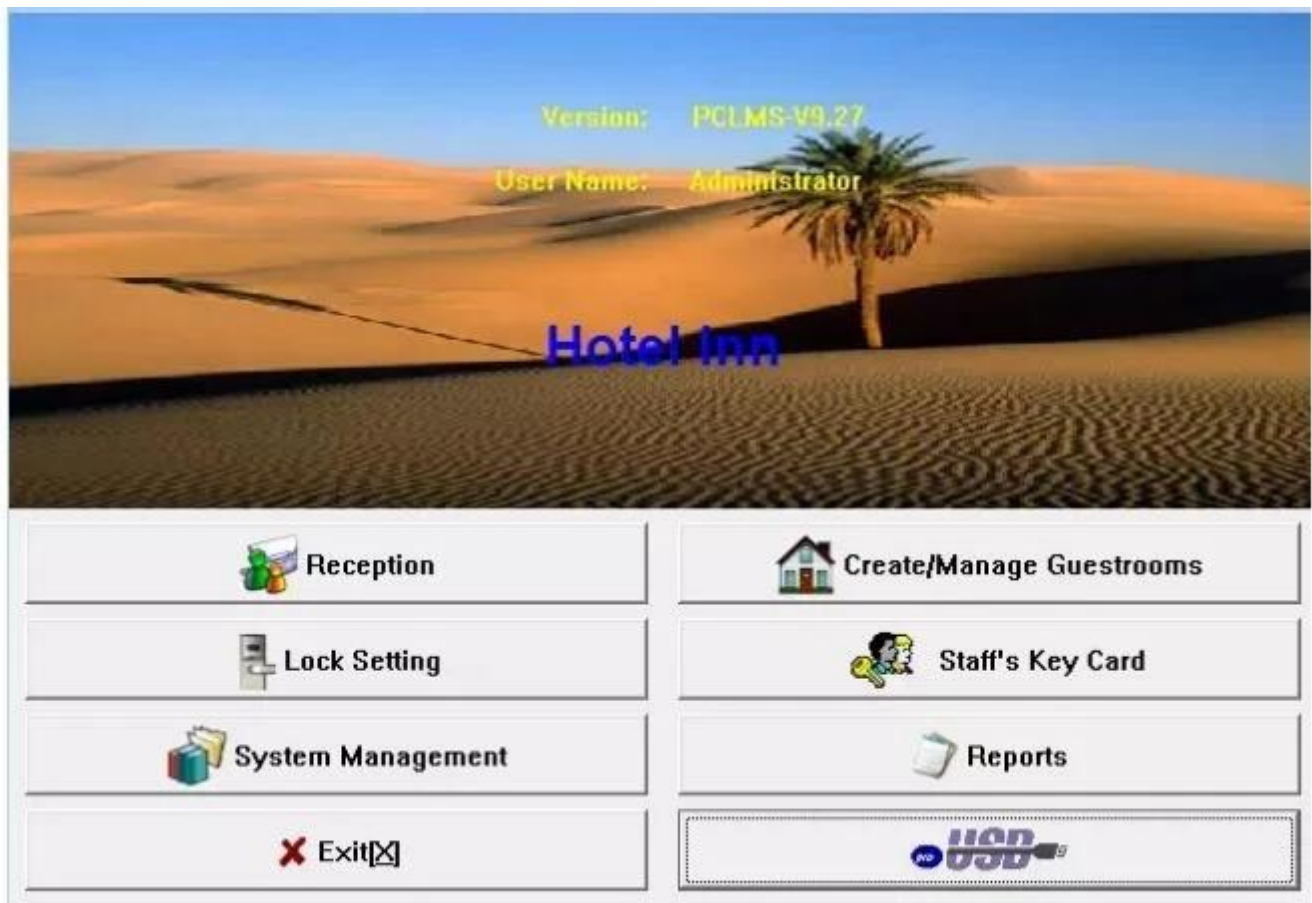 Version: PCLMS-V9.27
User Name: Administrator
Hotel Inn
Reception
Create/Manage Guestrooms
Lock Setting
Staff's Key Card
System Management
Reports
Exit[X]
USB